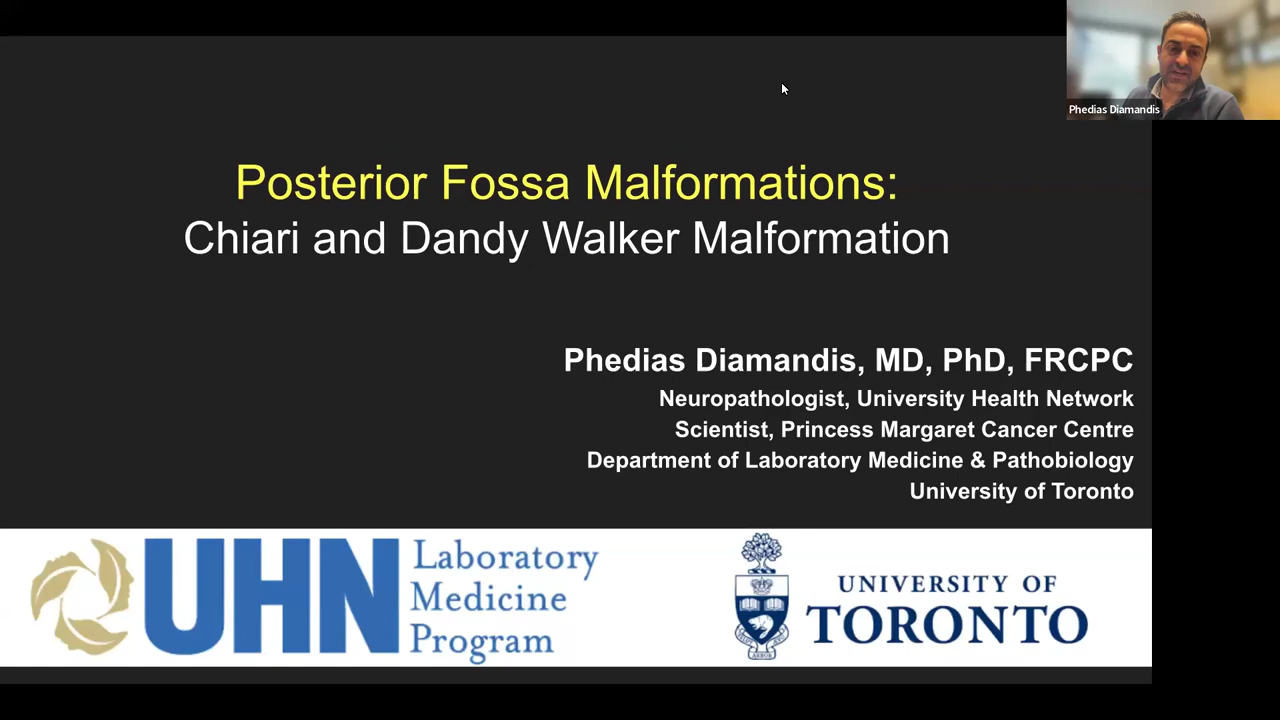 Phedias Diamandis
Posterior Fossa Malformations:
Chiari and Dandy Walker Malformation
Phedias Diamandis, MD, PhD, FRCPC
Neuropathologist, University Health Network
Scientist, Princess Margaret Cancer Centre
Department of Laboratory Medicine & Pathobiology
University of Toronto
UHN
Laboratory
Medicine
Program
UNIVERSITY OF
TORONTO